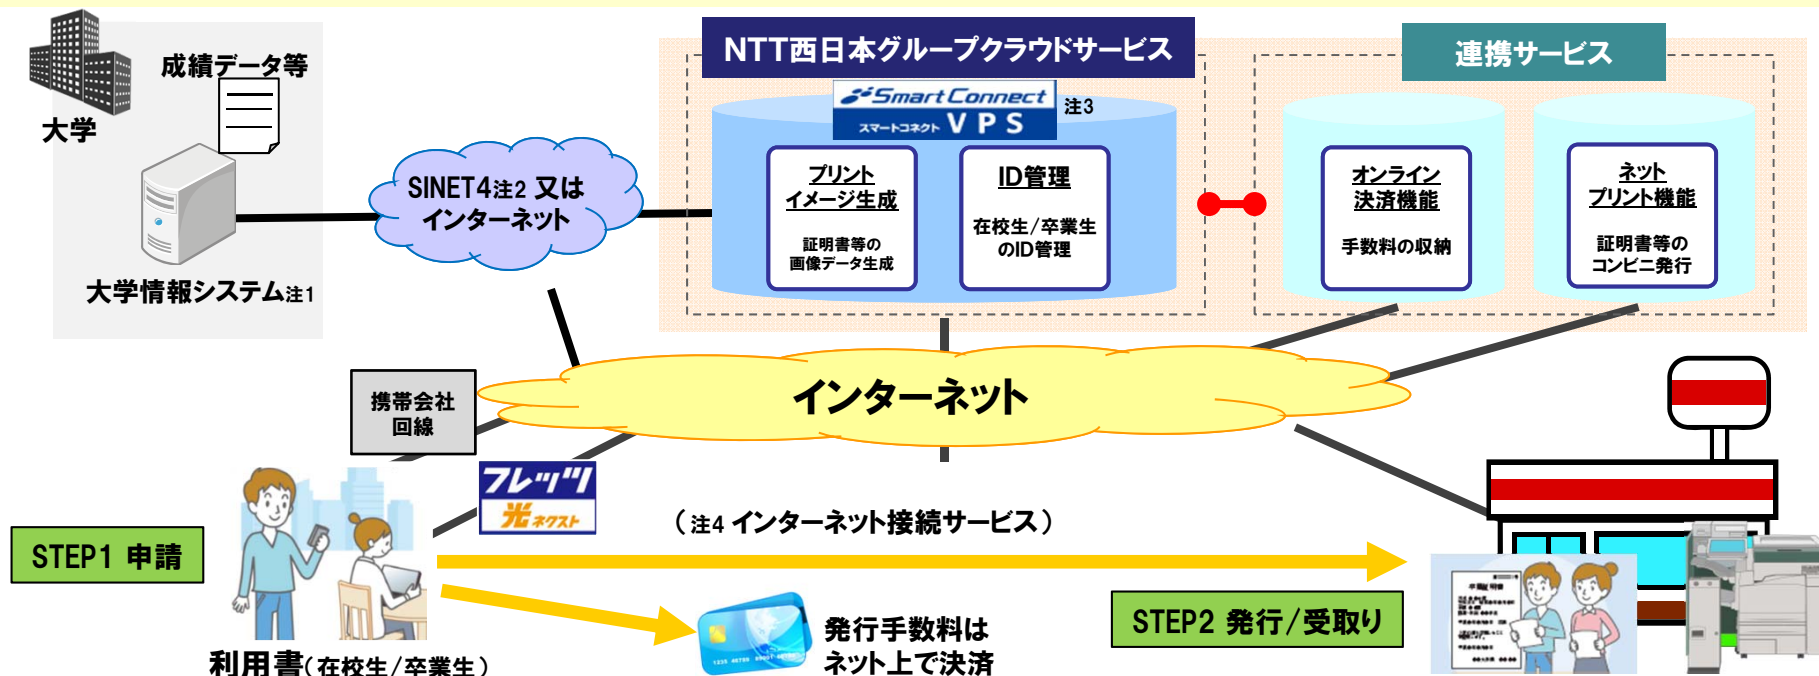 成績データ等
大学
大学情報システム注1
SINET4注2 又は
インターネット
NTT西日本グループクラウドサービス
Smart Connect
スマートコネクト VPS
注3
プリント
イメージ生成
証明書等の
画像データ生成
ID管理
在校生/卒業生
のID管理
連携サービス
オンライン
決済機能
手数料の収納
ネット
プリント機能
証明書等の
コンビニ発行
インターネット
携帯会社
回線
フレッツ
光ネクスト
(注4 インターネット接続サービス)
STEP1 申請
利用書(在校生/卒業生)
発行手数料は
ネット上で決済
STEP2 発行/受取り